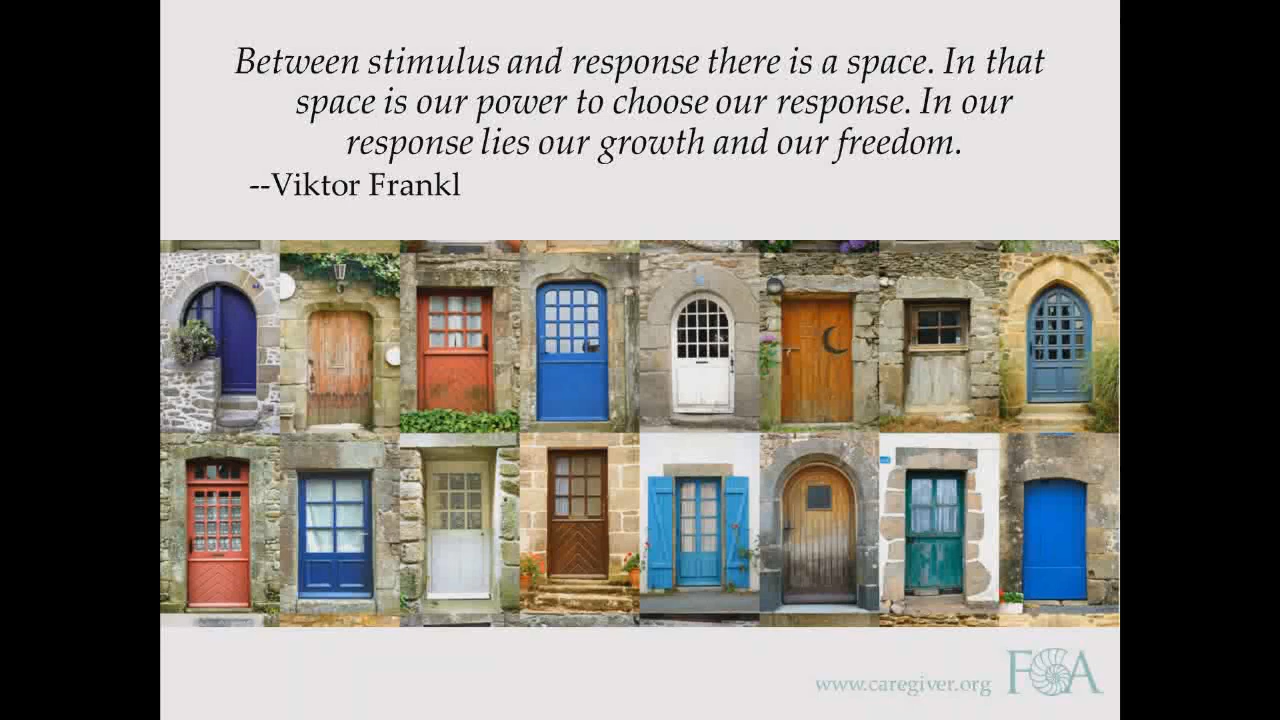 Between stimulus and response there is a space. In that
space is our power to choose our response. In our
response lies our growth and our freedom.
--Viktor Frankl
www.caregiver.org FCA